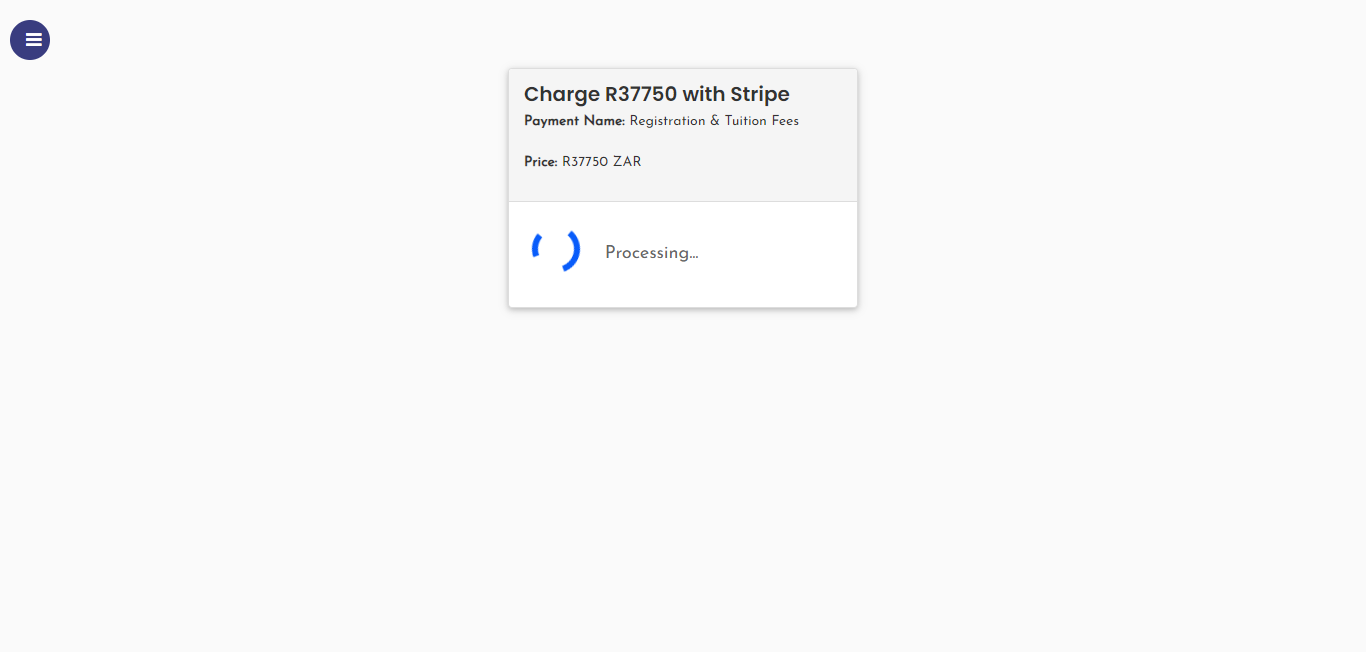 Charge R37750 with Stripe
Payment Name: Registration & Tuition Fees
Price: R37750 ZAR
Processing...